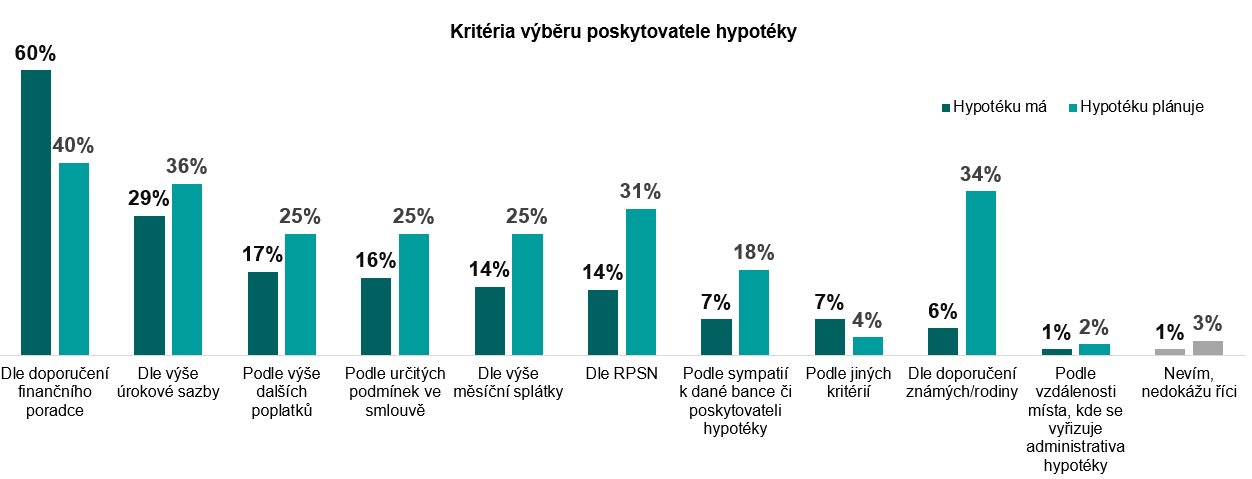 Kritéria výběru poskytovatele hypotéky
Hypotéku má
Hypotéku plánuje
60%
40%
29%
36%
17%
25%
16%
25%
14%
25%
14%
31%
7%
18%
7%
4%
6%
34%
1%
2%
1%
3%
Dle doporučení
finančního
poradce
Dle výše
úrokové sazby
Podle výše
dalších
poplatků
Podle určitých
podmínek ve
smlouvě
Dle výše
měsíční splátky
Dle RPSN
Podle sympatií
k dané bance či
poskytovateli
hypotéky
Podle jiných
kritérií
Dle doporučení
známých/rodiny
Podle
vzdálenosti
místa, kde se
vyřizuje
administrativa
hypotéky
Nevím,
nedokážu říci